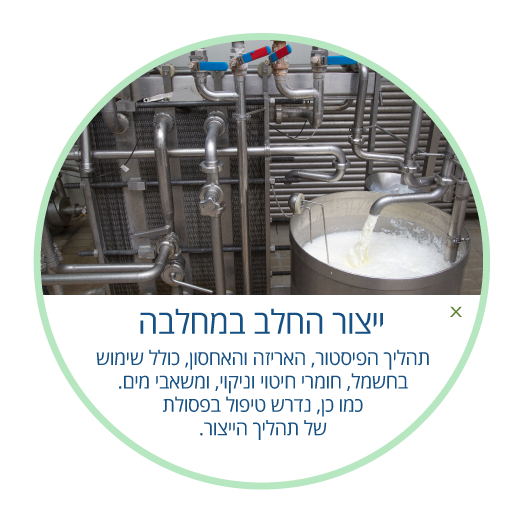 ייצור החלב במחלבה
x
תהליך הפיסטור, האריזה והאחסון, כולל שימוש
בחשמל, חומרי חיטוי וניקוי, ומשאבי מים.
כמו כן, נדרש טיפול בפסולת
של תהליך הייצור.